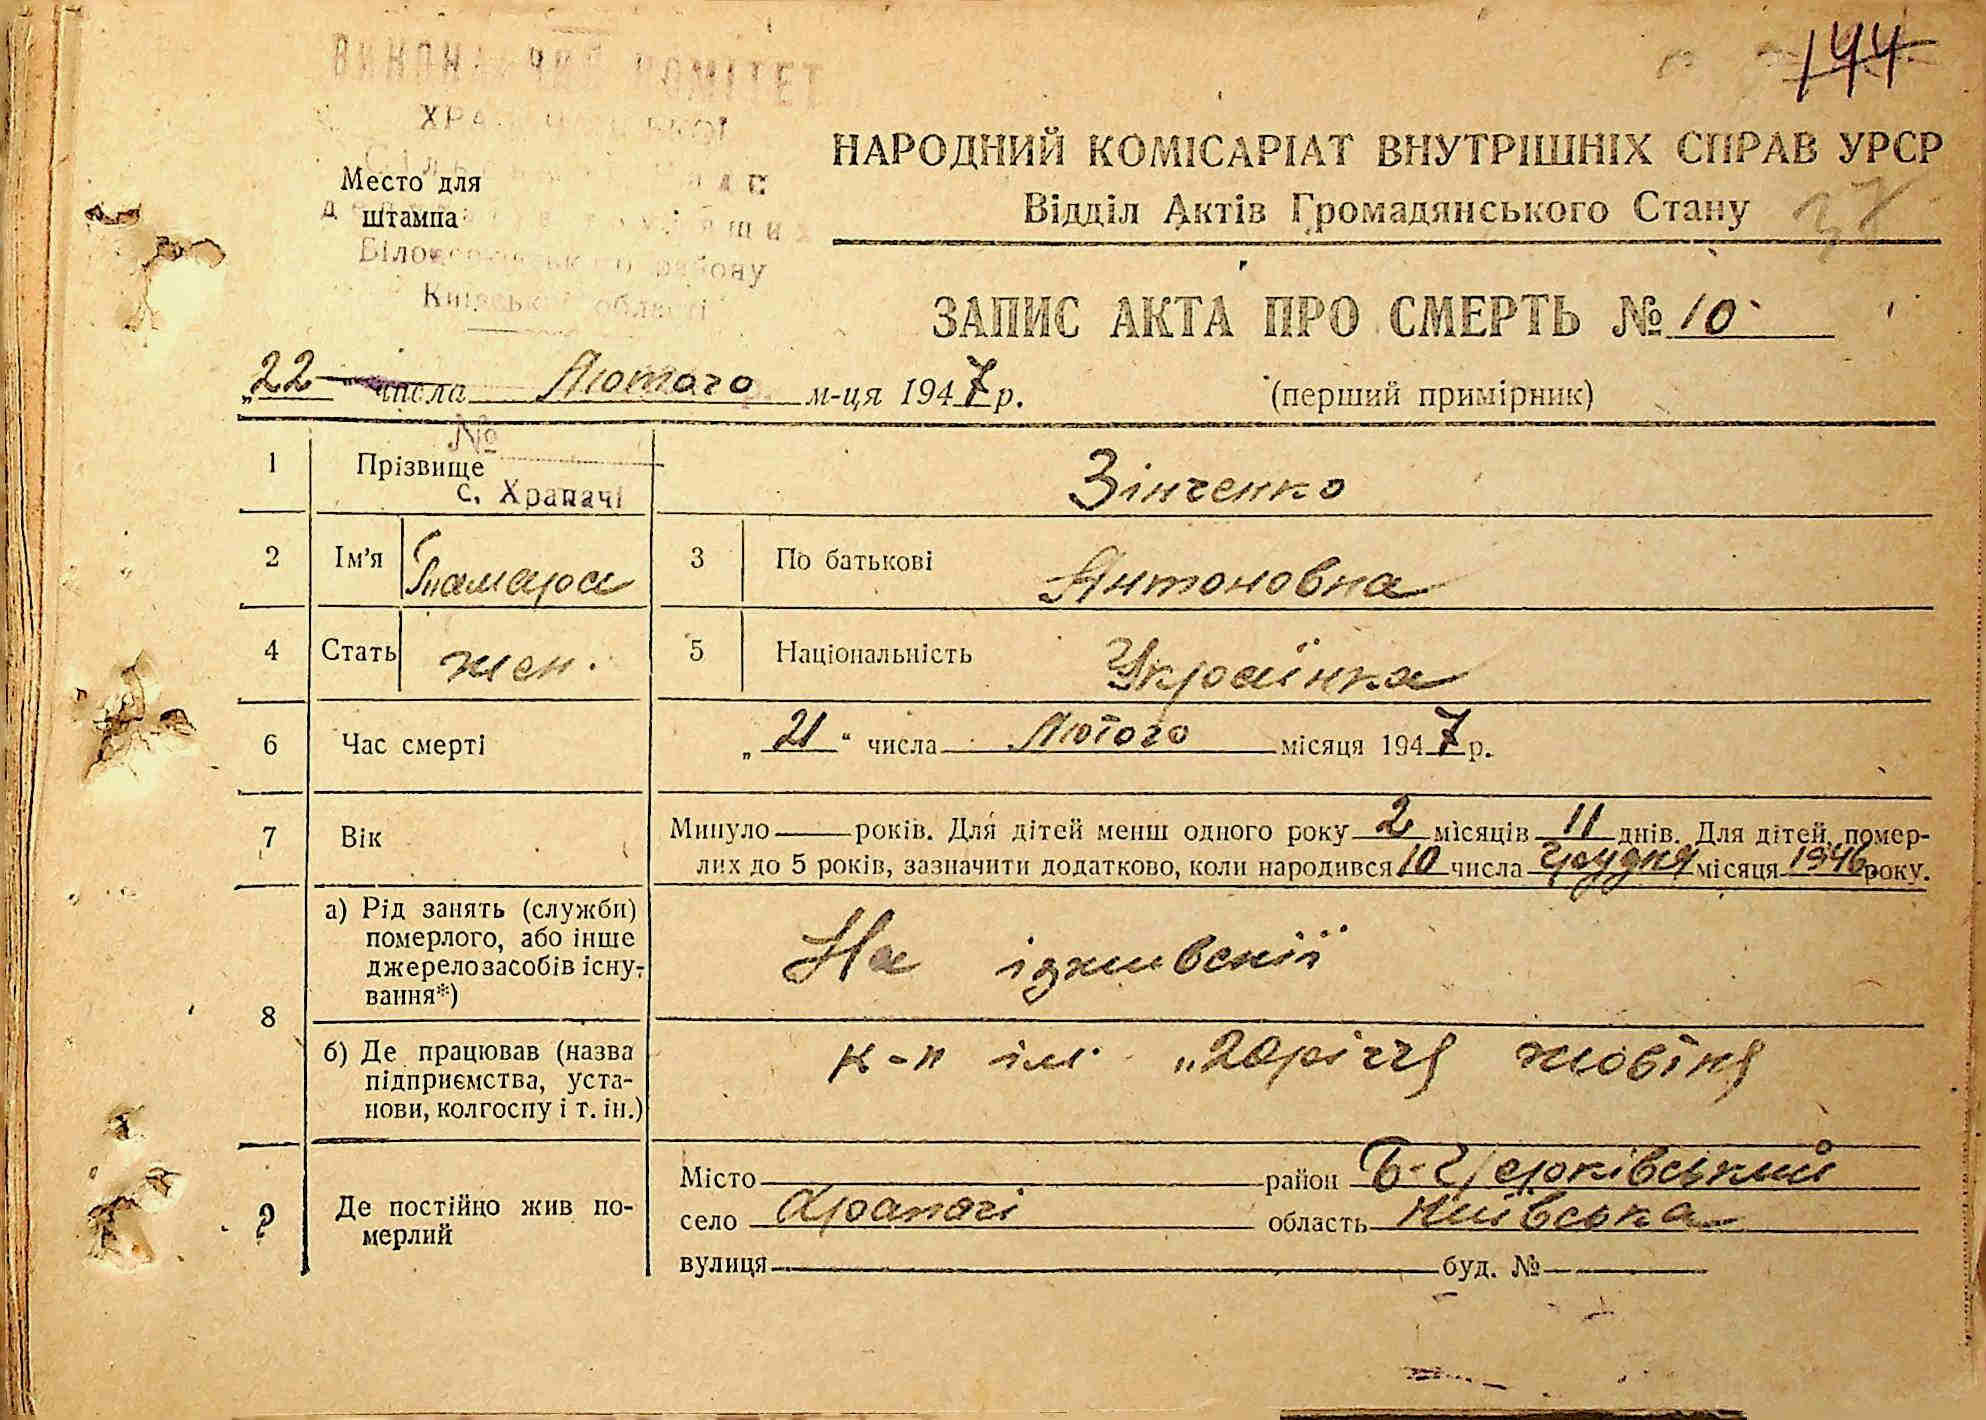 144
ВИКОНАВЧИЙ КОМІТЕТ
Место для
штампа
Білоцерківського району
Київської області
№
с. Храпачі
НАРОДНИЙ КОМІСАРІАТ ВНУТРІШНІХ СПРАВ УРСР
Відділ Актів Громадянського Стану 37
ЗАПИС АКТА ПРО СМЕРТЬ № 10
„22" числа Лютого м-ця 1947 р.
(перший примірник)
1 Прізвище Зінченко
2 Ім'я Тамара 3 По батькові Антоновна
4 Стать жен. 5 Національність Українка
6 Час смерті „21" числа Лютого місяця 1947 р.
7 Вік Минуло — років. Для дітей менш одного року 2 місяців 11 днів. Для дітей, помер-
лих до 5 років, зазначити додатково, коли народився 10 числа Грудня місяця 1946 року.
8 а) Рід занять (служби)
померлого, або інше
джерело засобів існу-
вання*)
На іждивенії
б) Де працював (назва
підприємства, уста-
нови, колгоспу і т. ін.)
к-п ім. „20річчя жовтня
9 Де постійно жив по-
мерлий
Місто район Б-Церківський
село Храпачі область Київська
вулиця буд. №